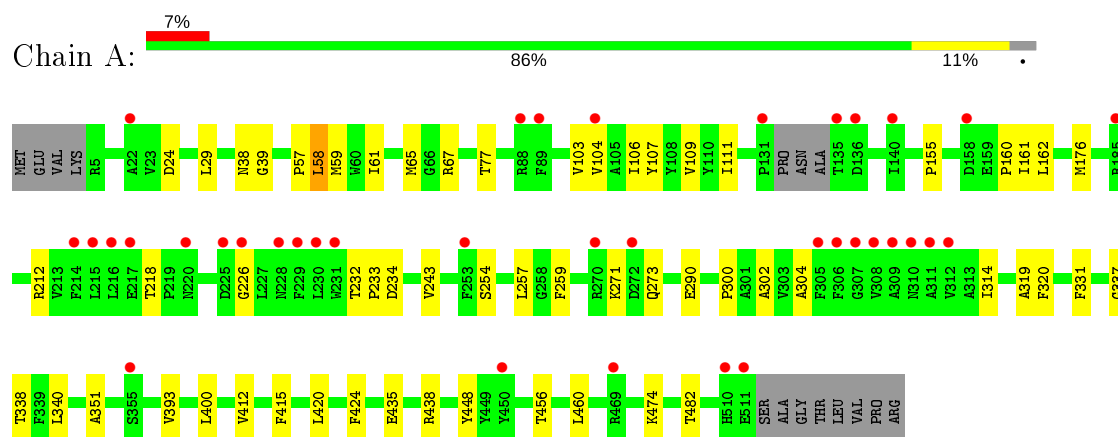 7%
Chain A:
86% 11% •
MET GLU VAL LYS R5 A22 V23 D24 L29 N38 G39 P57 L58 M59 W60 I61 M65 G66 R67 T77 R88 F89 V103 V104 A105 I106 Y107 Y108 V109 Y110 I111 P131 PRO ASN ALA T135 D136 I140 P155 D158 E159 P160 I161 L162 M176 R185
R212 V213 F214 L215 L216 E217 T218 P219 N220 D225 G226 L227 N228 F229 L230 W231 T232 P233 D234 V243 F253 S254 L257 G258 F259 R270 K271 D272 Q273 E290 P300 A301 A302 V303 A304 F305 F306 G307 V308 A309 N310 A311 V312 A313 I314 A319 F320 F331
T338 F339 L340 A351 S355 V393 L400 V412 F415 L420 F424 E435 R438 Y448 Y449 Y450 T456 L460 R469 K474 T482 H510 E511 SER ALA GLY THR LEU VAL PRO ARG